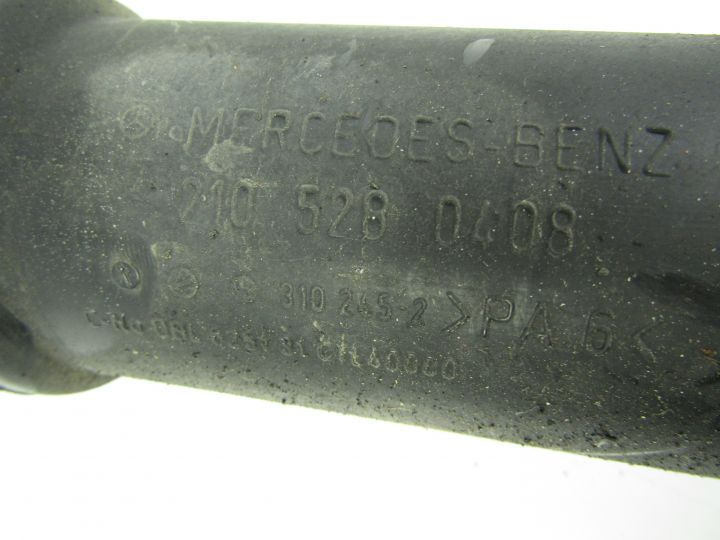 MERCEDES-BENZ
210 528 0408
310 245-2 >PA 6<